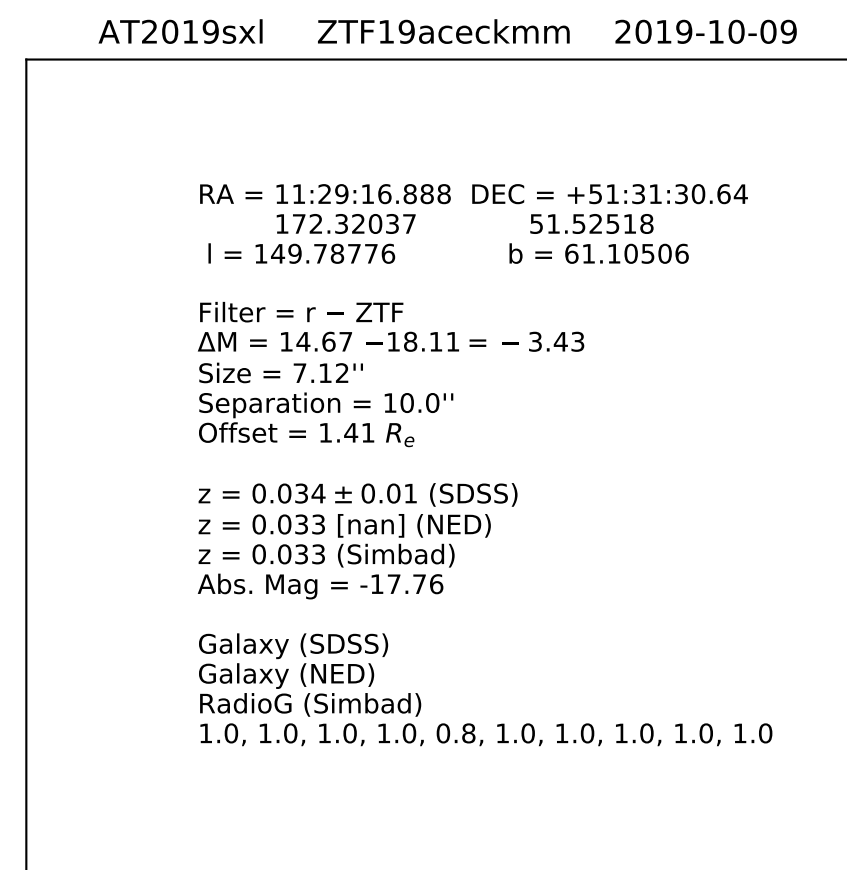 AT2019sxl ZTF19aceckmm 2019-10-09
RA = 11:29:16.888 DEC = +51:31:30.64
172.32037 51.52518
l = 149.78776 b = 61.10506
Filter = r − ZTF
ΔM = 14.67 −18.11 = − 3.43
Size = 7.12''
Separation = 10.0''
Offset = 1.41 Rₑ
z = 0.034 ± 0.01 (SDSS)
z = 0.033 [nan] (NED)
z = 0.033 (Simbad)
Abs. Mag = -17.76
Galaxy (SDSS)
Galaxy (NED)
RadioG (Simbad)
1.0, 1.0, 1.0, 1.0, 0.8, 1.0, 1.0, 1.0, 1.0, 1.0